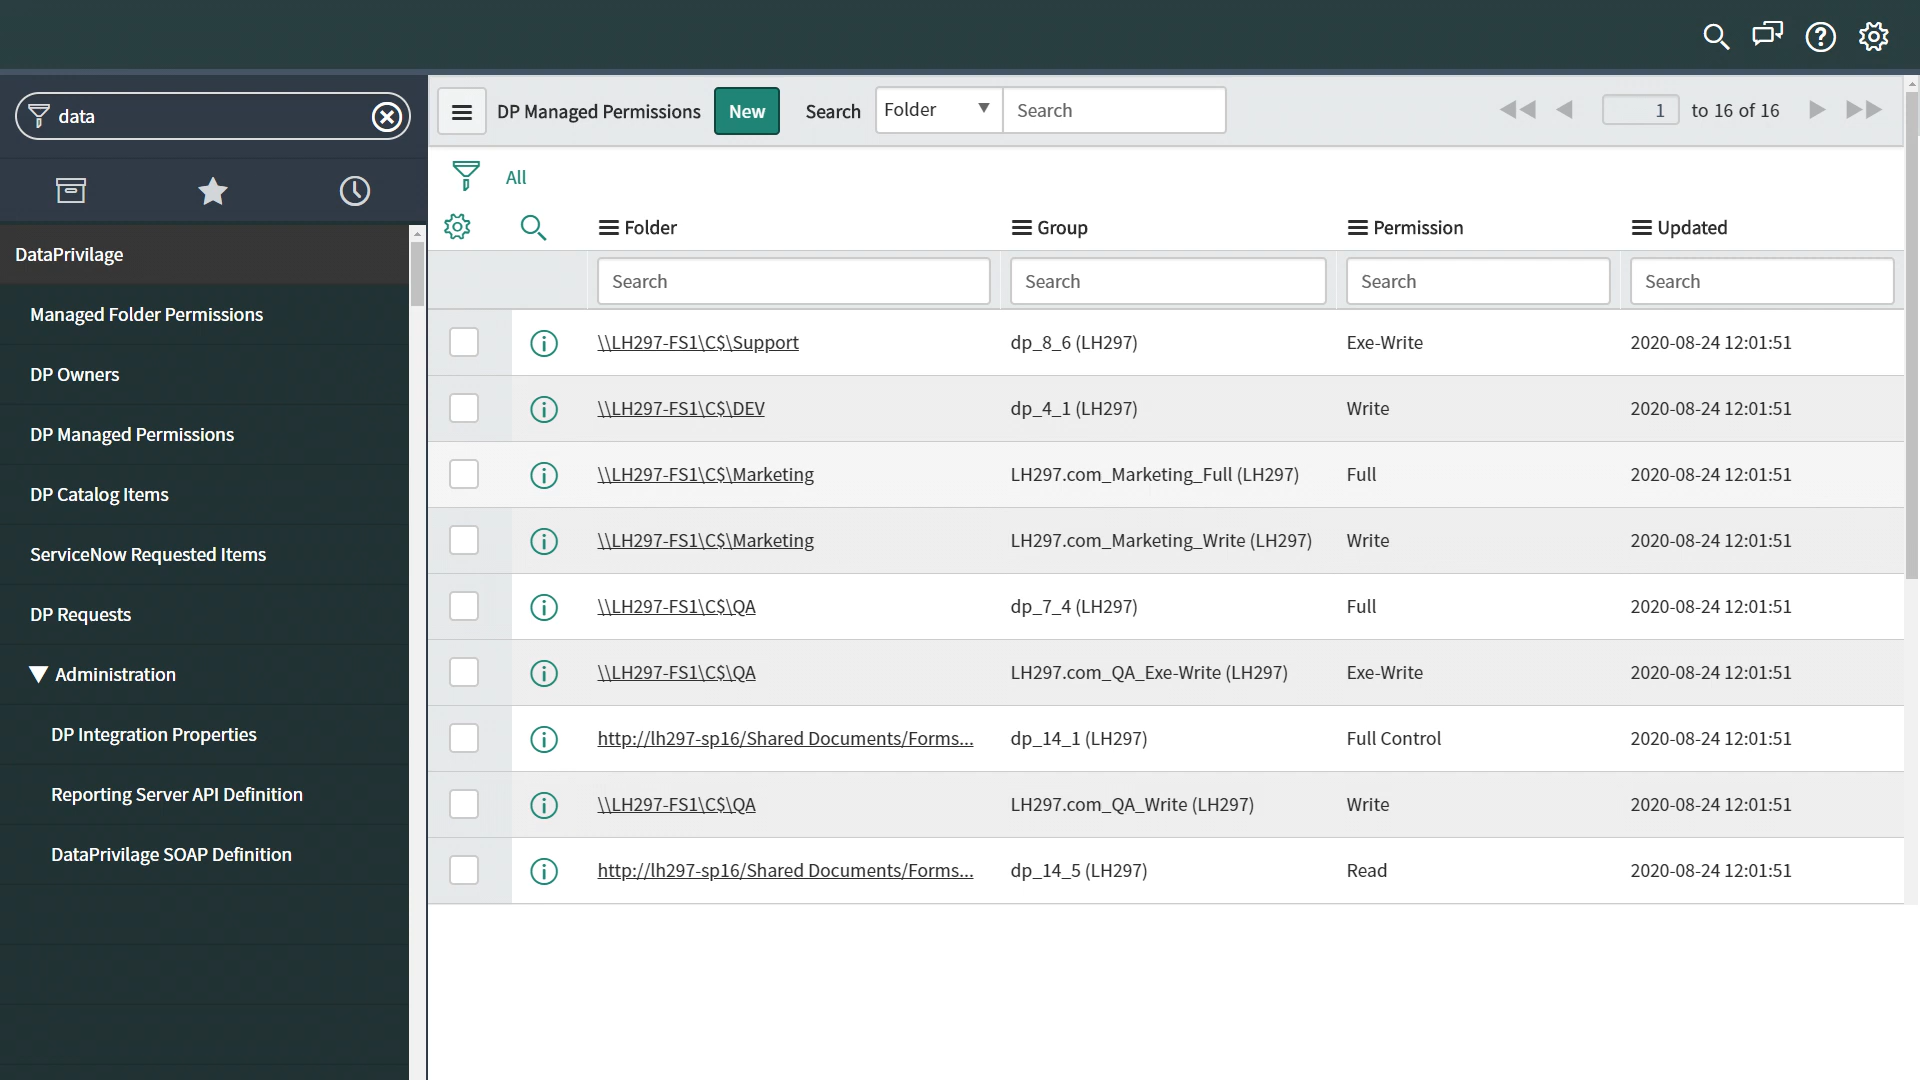 data
DP Managed Permissions New Search Folder Search 1 to 16 of 16
All
Folder Group Permission Updated
Search Search Search Search
\\LH297-FS1\C$\Support dp_8_6 (LH297) Exe-Write 2020-08-24 12:01:51
\\LH297-FS1\C$\DEV dp_4_1 (LH297) Write 2020-08-24 12:01:51
\\LH297-FS1\C$\Marketing LH297.com_Marketing_Full (LH297) Full 2020-08-24 12:01:51
\\LH297-FS1\C$\Marketing LH297.com_Marketing_Write (LH297) Write 2020-08-24 12:01:51
\\LH297-FS1\C$\QA dp_7_4 (LH297) Full 2020-08-24 12:01:51
\\LH297-FS1\C$\QA LH297.com_QA_Exe-Write (LH297) Exe-Write 2020-08-24 12:01:51
http://lh297-sp16/Shared Documents/Forms... dp_14_1 (LH297) Full Control 2020-08-24 12:01:51
\\LH297-FS1\C$\QA LH297.com_QA_Write (LH297) Write 2020-08-24 12:01:51
http://lh297-sp16/Shared Documents/Forms... dp_14_5 (LH297) Read 2020-08-24 12:01:51
DataPrivilage
Managed Folder Permissions
DP Owners
DP Managed Permissions
DP Catalog Items
ServiceNow Requested Items
DP Requests
Administration
DP Integration Properties
Reporting Server API Definition
DataPrivilage SOAP Definition